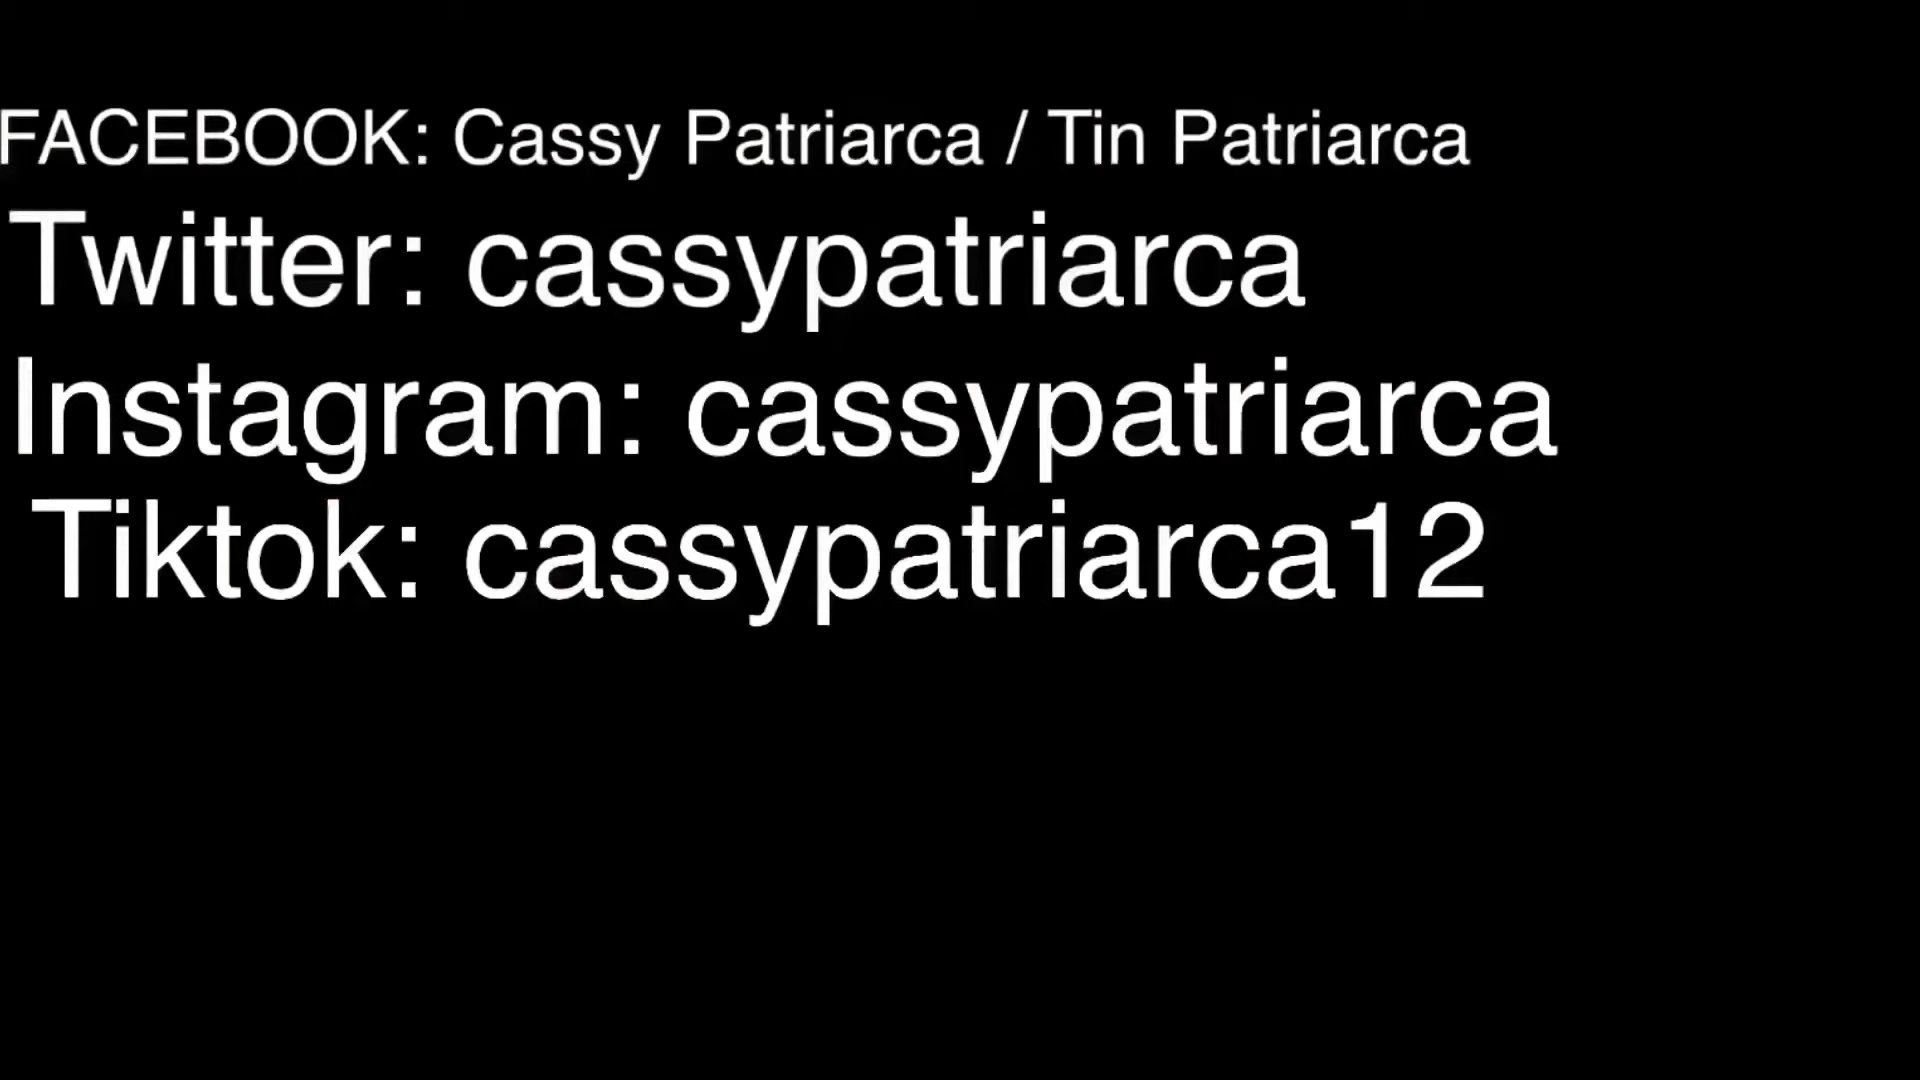 FACEBOOK: Cassy Patriarca / Tin Patriarca
Twitter: cassypatriarca
Instagram: cassypatriarca
Tiktok: cassypatriarca12